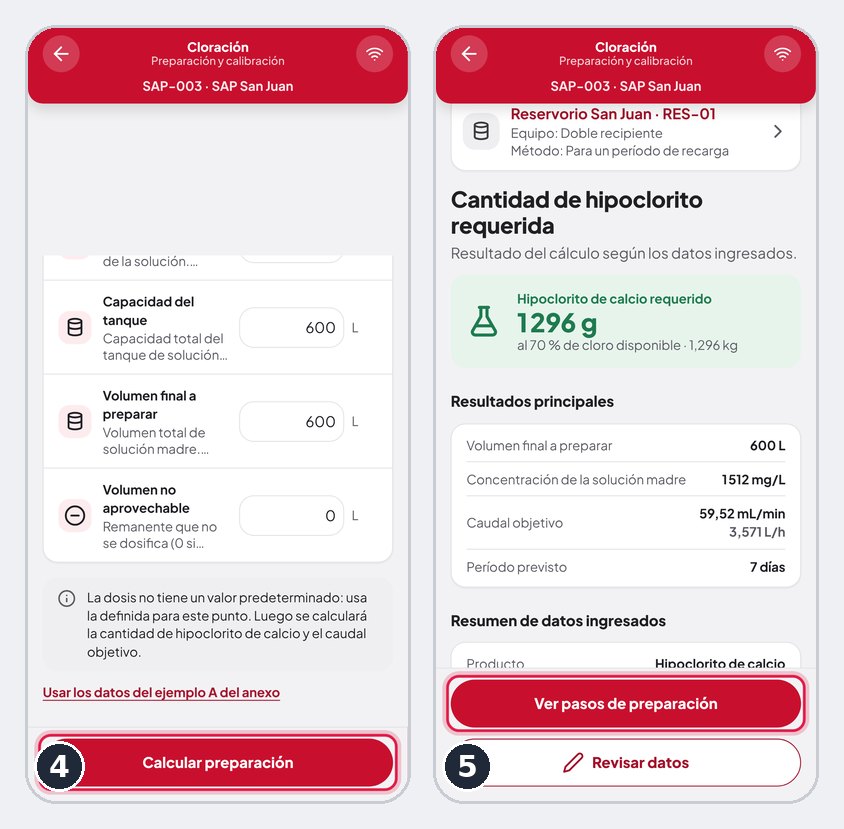 Cloración
Preparación y calibración
SAP-003 · SAP San Juan
de la solución.…
Capacidad del
tanque
Capacidad total del
tanque de solución…
600 L
Volumen final a
preparar
Volumen total de
solución madre.…
600 L
Volumen no
aprovechable
Remanente que no
se dosifica (0 si…
0 L
La dosis no tiene un valor predeterminado: usa
la definida para este punto. Luego se calculará
la cantidad de hipoclorito de calcio y el caudal
objetivo.
Usar los datos del ejemplo A del anexo
Calcular preparación
4
Cloración
Preparación y calibración
SAP-003 · SAP San Juan
Reservorio San Juan · RES-01
Equipo: Doble recipiente
Método: Para un período de recarga
Cantidad de hipoclorito
requerida
Resultado del cálculo según los datos ingresados.
Hipoclorito de calcio requerido
1 296 g
al 70 % de cloro disponible · 1,296 kg
Resultados principales
Volumen final a preparar 600 L
Concentración de la solución madre 1 512 mg/L
Caudal objetivo 59,52 mL/min
3,571 L/h
Período previsto 7 días
Resumen de datos ingresados
Producto Hipoclorito de calcio
Ver pasos de preparación
5
Revisar datos